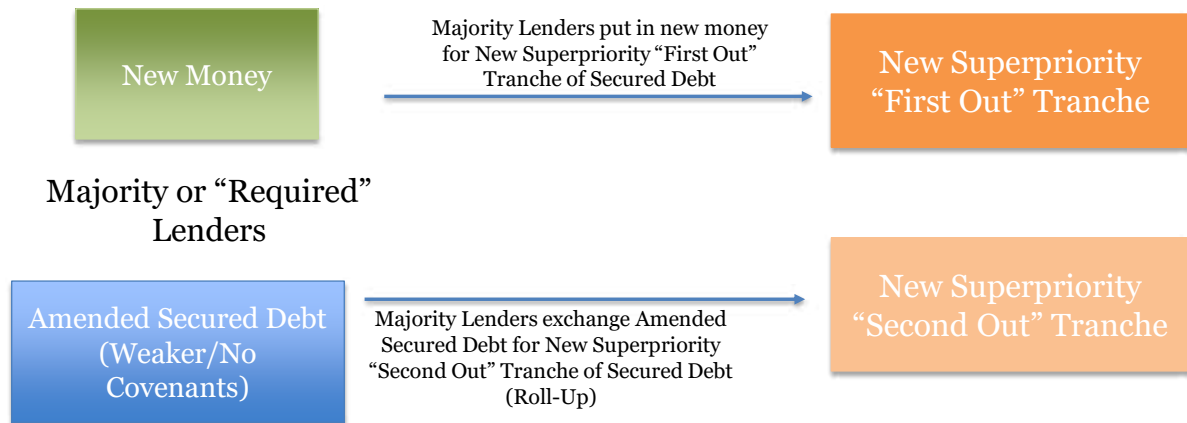 New Money
Majority Lenders put in new money
for New Superpriority “First Out”
Tranche of Secured Debt
New Superpriority
“First Out” Tranche
Majority or “Required”
Lenders
Amended Secured Debt
(Weaker/No
Covenants)
Majority Lenders exchange Amended
Secured Debt for New Superpriority
“Second Out” Tranche of Secured Debt
(Roll-Up)
New Superpriority
“Second Out” Tranche